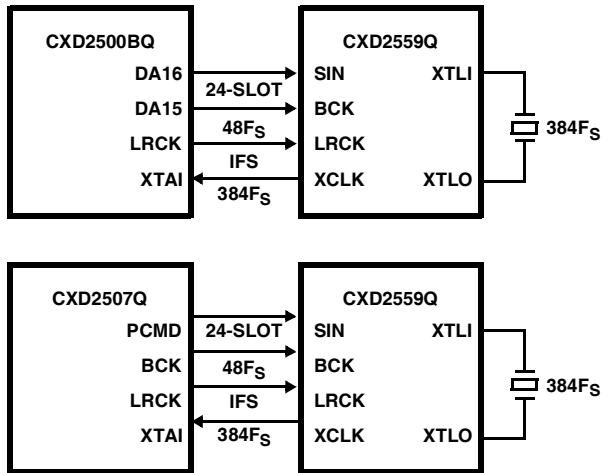 CXD2500BQ
CXD2559Q
DA16
SIN
XTLI
24-SLOT
DA15
BCK
48FS
384FS
LRCK
LRCK
IFS
XTAI
XCLK
XTLO
384FS
CXD2507Q
CXD2559Q
PCMD
24-SLOT
SIN
XTLI
BCK
48FS
BCK
384FS
LRCK
IFS
LRCK
XTAI
384FS
XCLK
XTLO